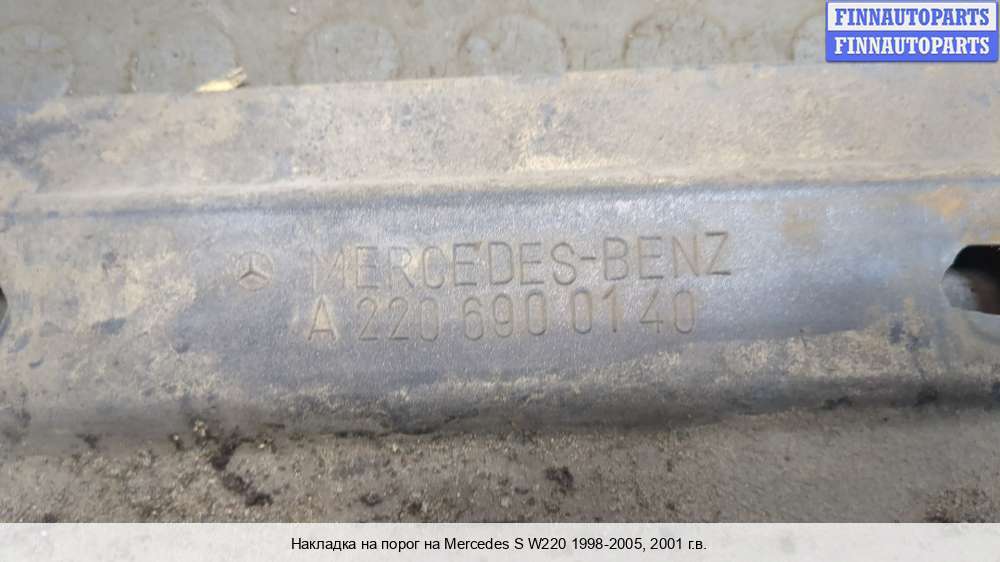 FINNAUTOPARTS
FINNAUTOPARTS
MERCEDES-BENZ
A 220 690 01 40
Накладка на порог на Mercedes S W220 1998-2005, 2001 г.в.